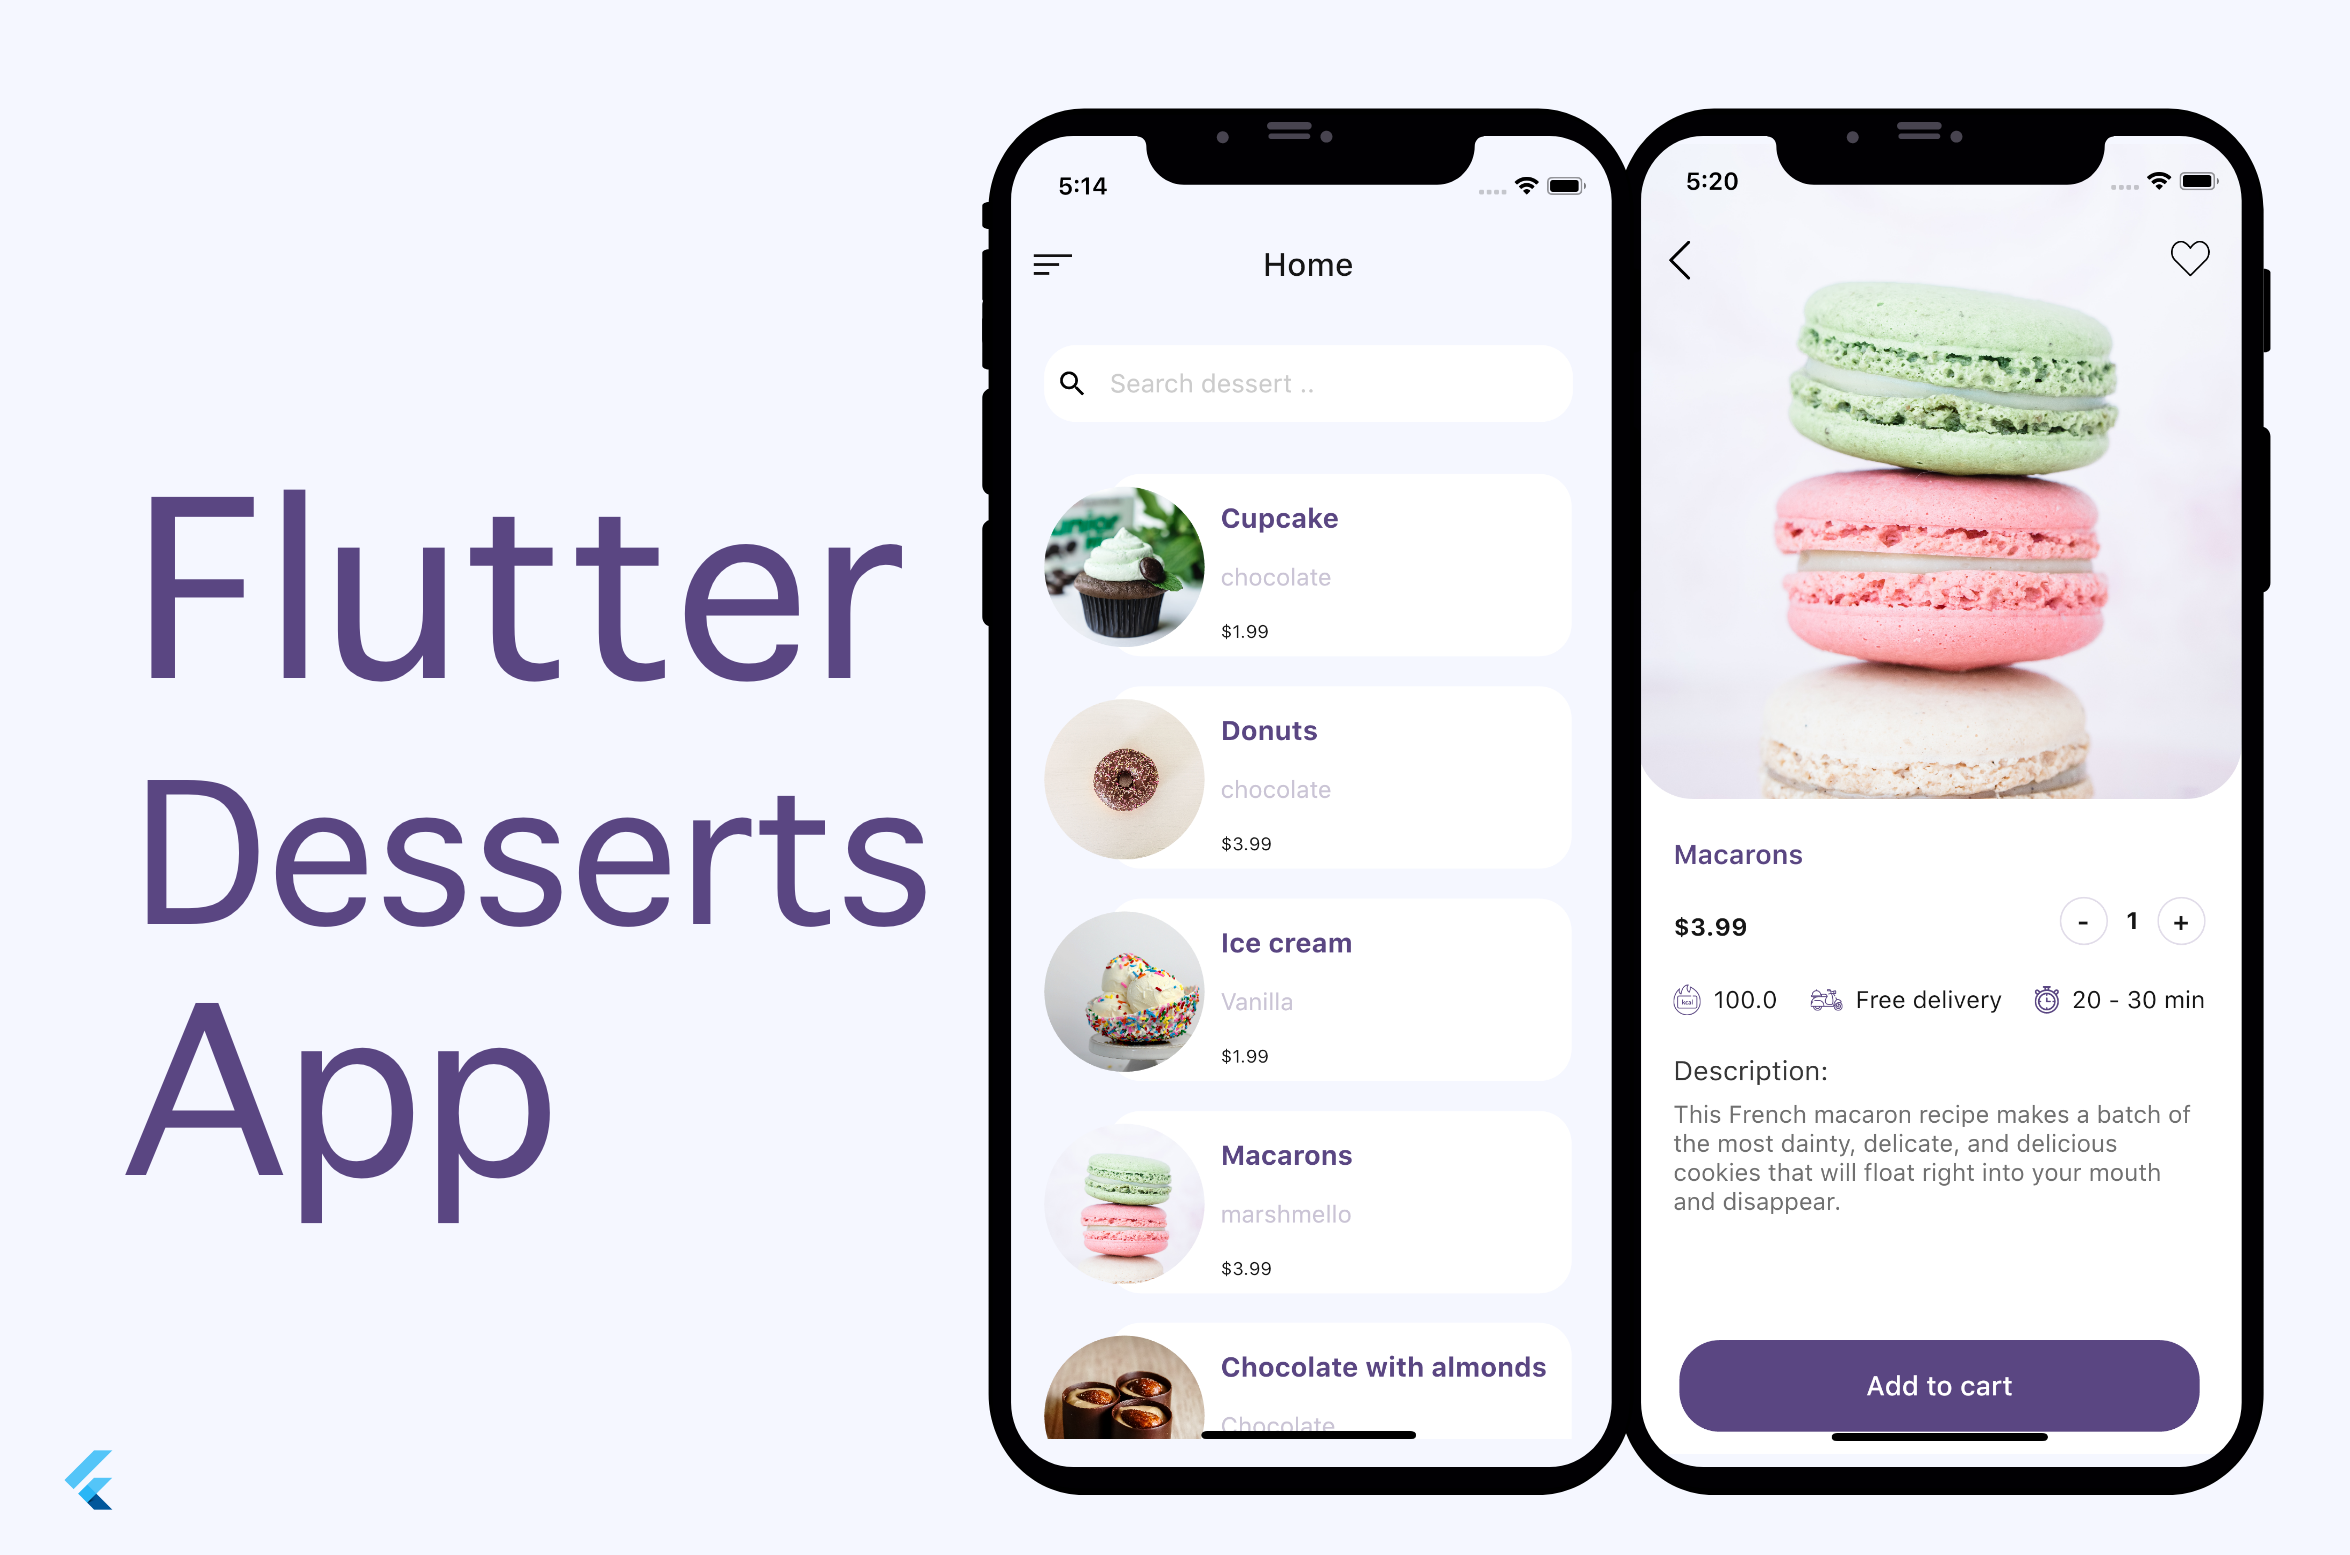 Flutter
Desserts
App
5:14
Home
Search dessert ..
Cupcake
chocolate
$1.99
Donuts
chocolate
$3.99
Ice cream
Vanilla
$1.99
Macarons
marshmello
$3.99
Chocolate with almonds
Chocolate
5:20
Macarons
$3.99
- 1 +
kcal 100.0 Free delivery 20 - 30 min
Description:
This French macaron recipe makes a batch of
the most dainty, delicate, and delicious
cookies that will float right into your mouth
and disappear.
Add to cart